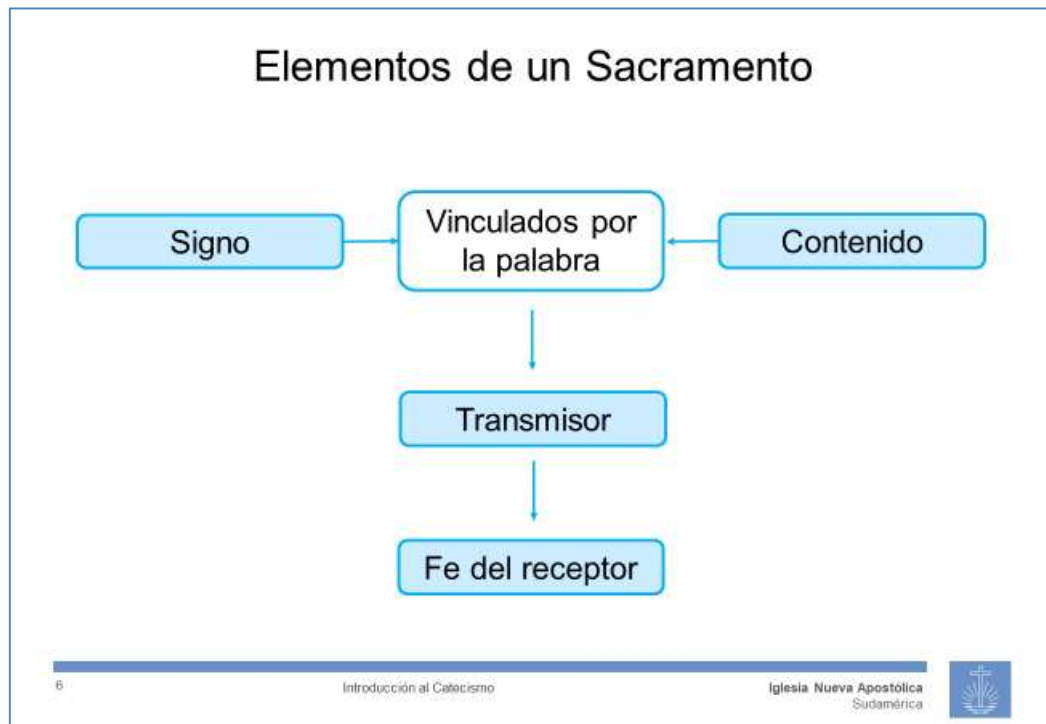 Elementos de un Sacramento
Signo
Vinculados por
la palabra
Contenido
Transmisor
Fe del receptor
6
Introducción al Catecismo
Iglesia Nueva Apostólica
Sudamérica